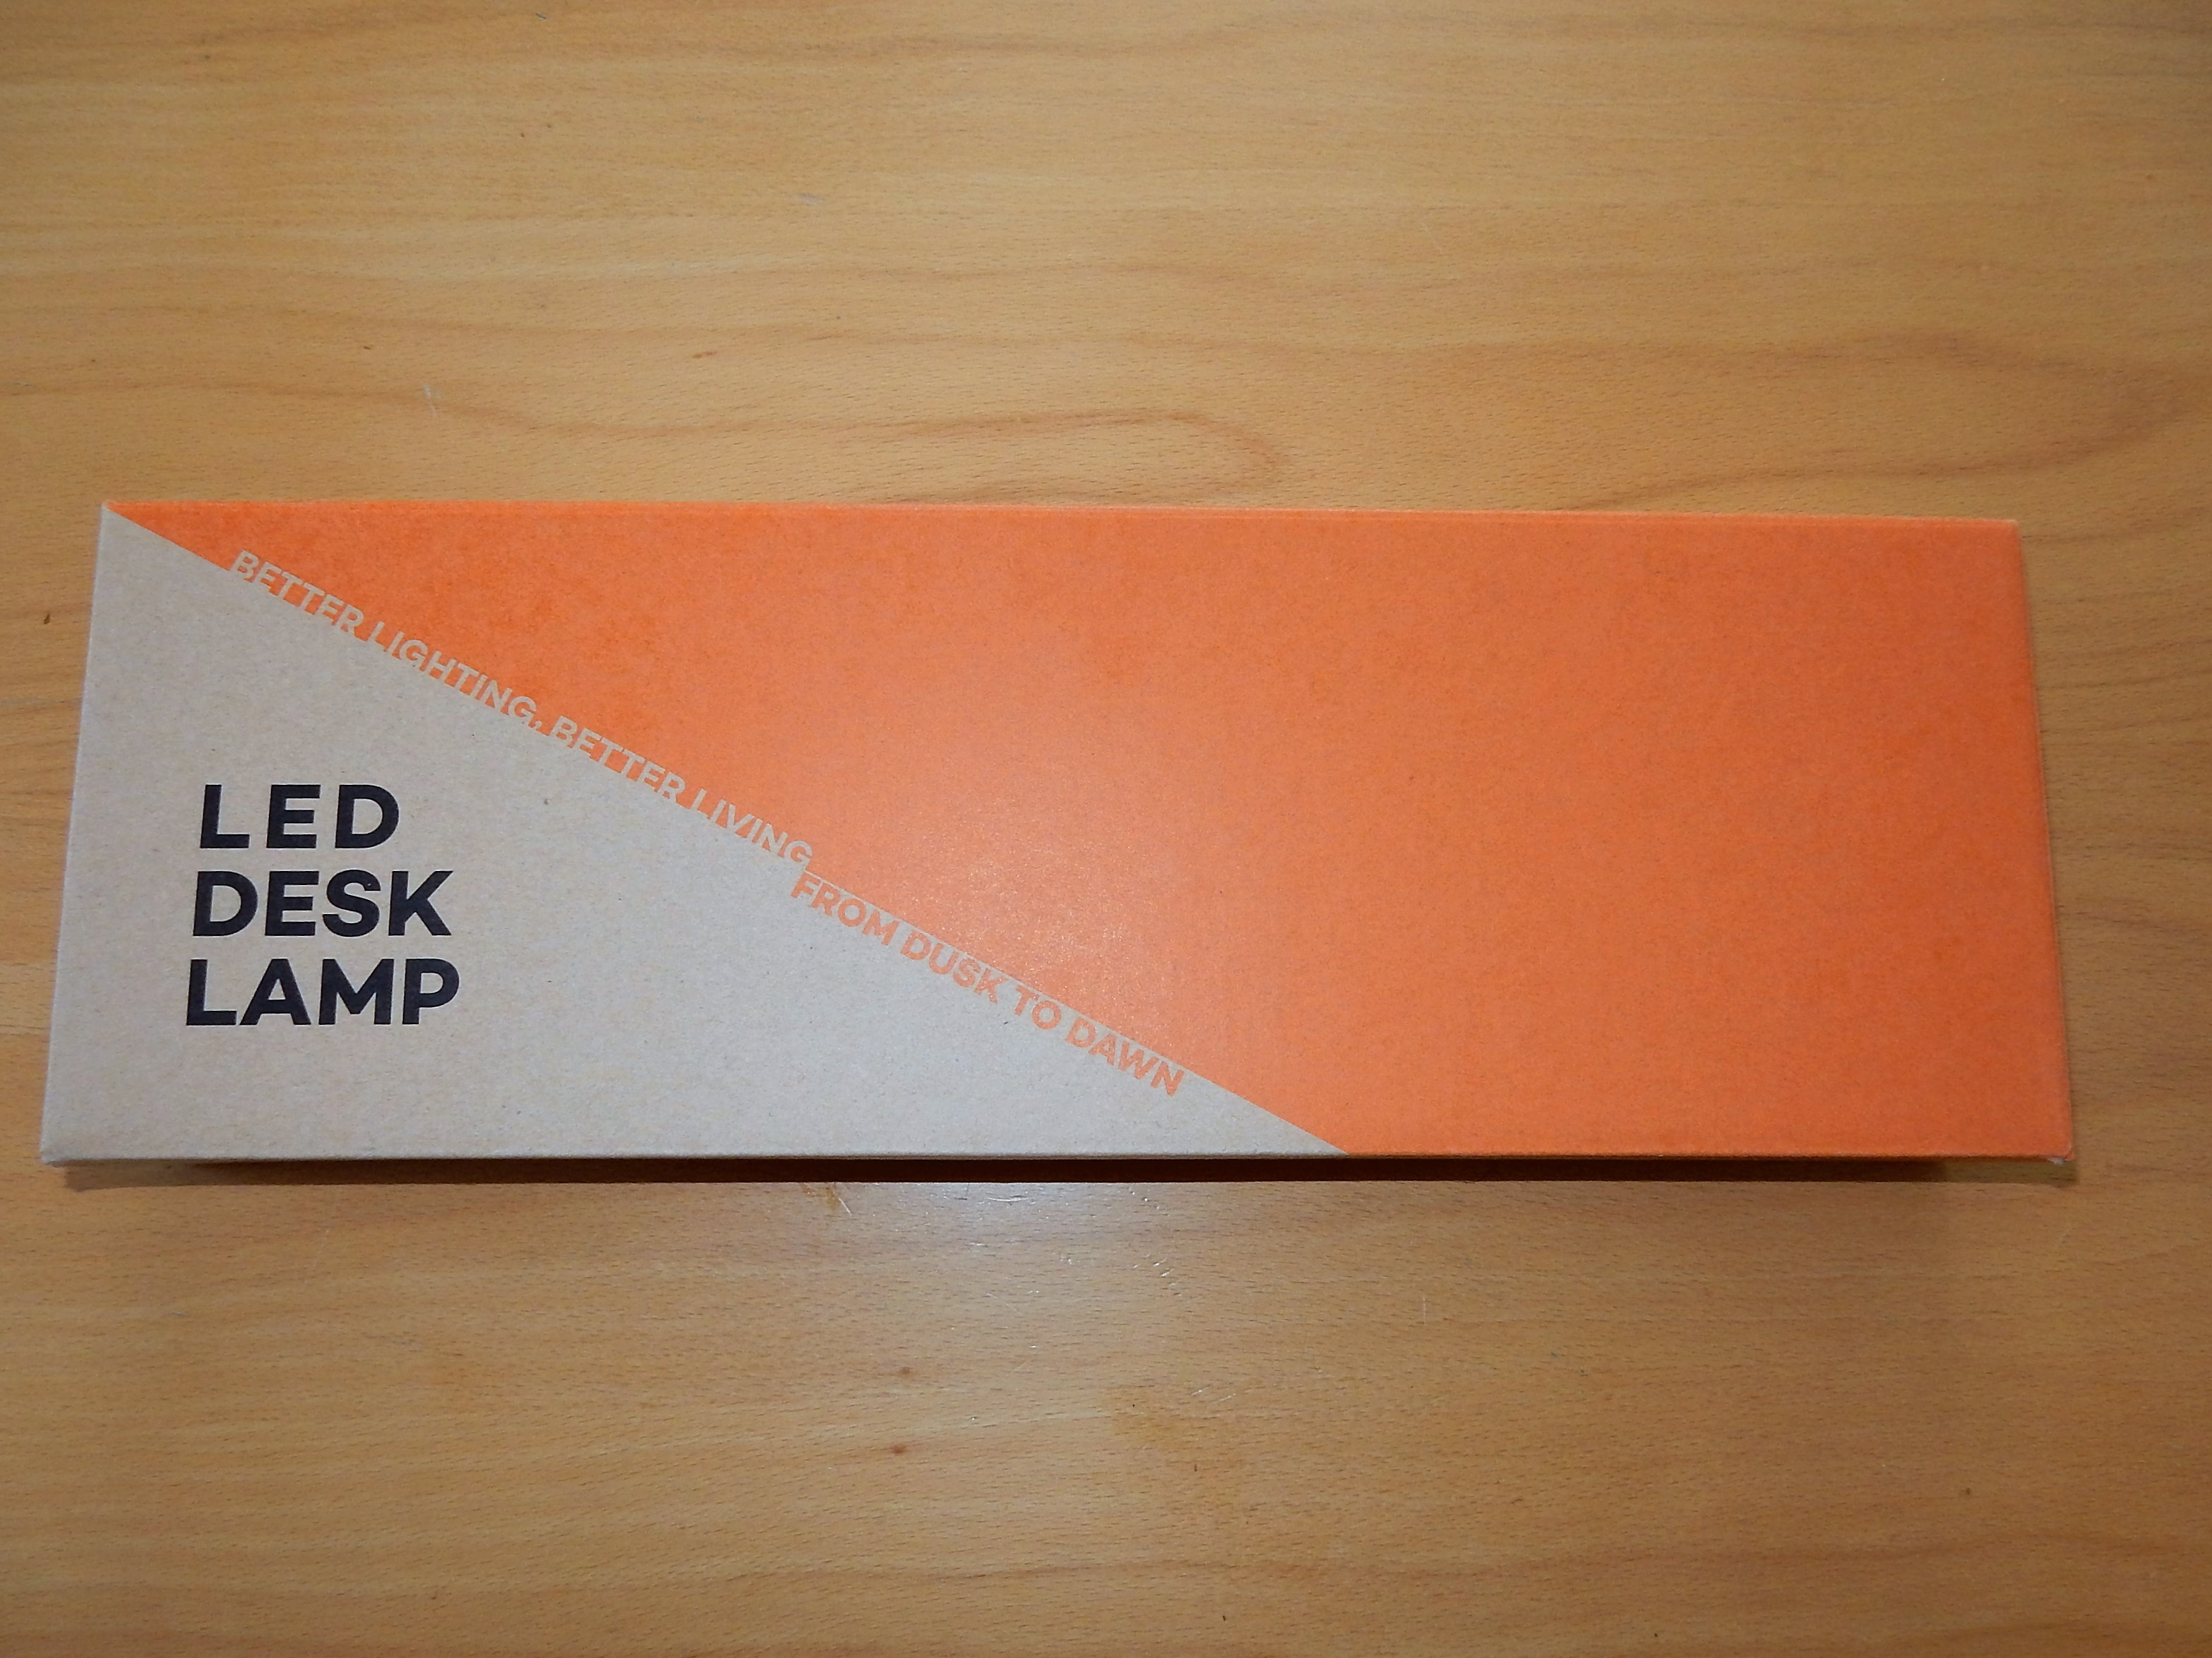 BETTER LIGHTING, BETTER LIVING
FROM DUSK TO DAWN
LED
DESK
LAMP